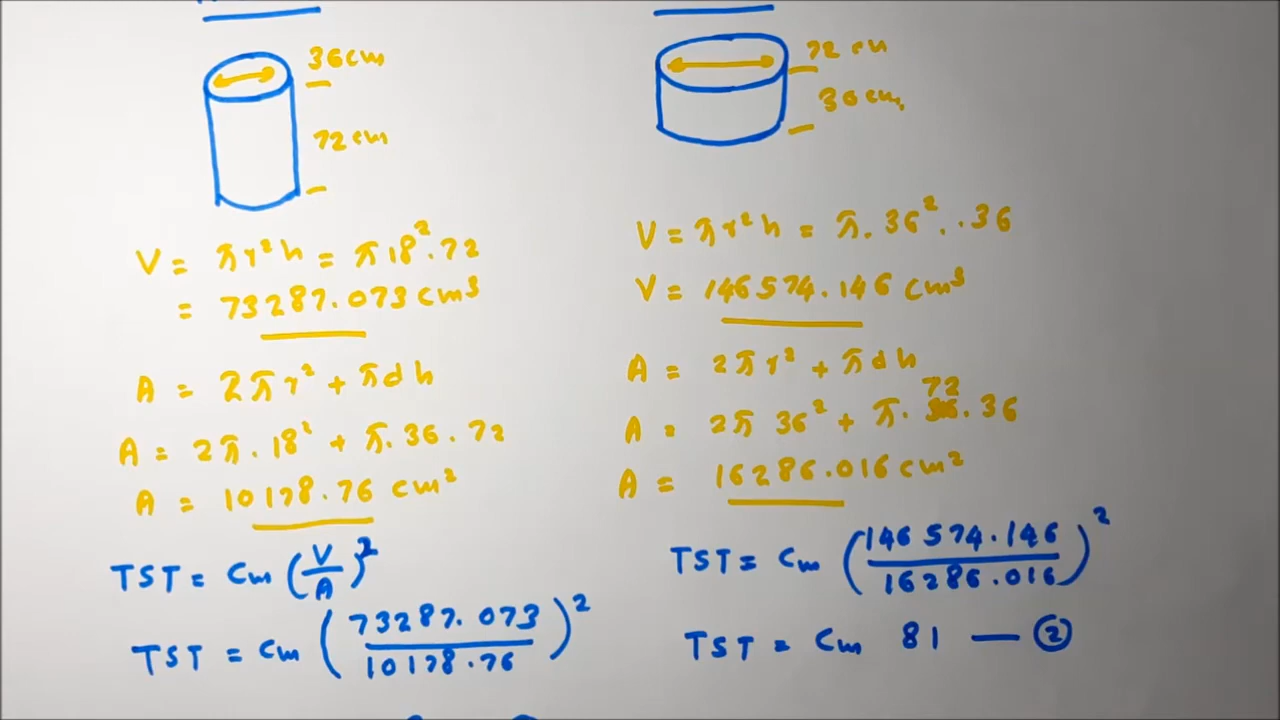 36cm
72cm
V = πr²h = π18².72
= 73287.073 cm³
A = 2πr² + πdh
A = 2π.18² + π.36.72
A = 10178.76 cm²
TST = Cm (V/A)²
TST = Cm (73287.073/10178.76)²
72 cm
36 cm,
V = πr²h = π.36²..36
V = 146574.146 cm³
A = 2πr² + πdh
A = 2π 36² + π.72.36
A = 16286.016 cm²
TST = Cm (146574.146/16286.016)²
TST = Cm 81 — ②